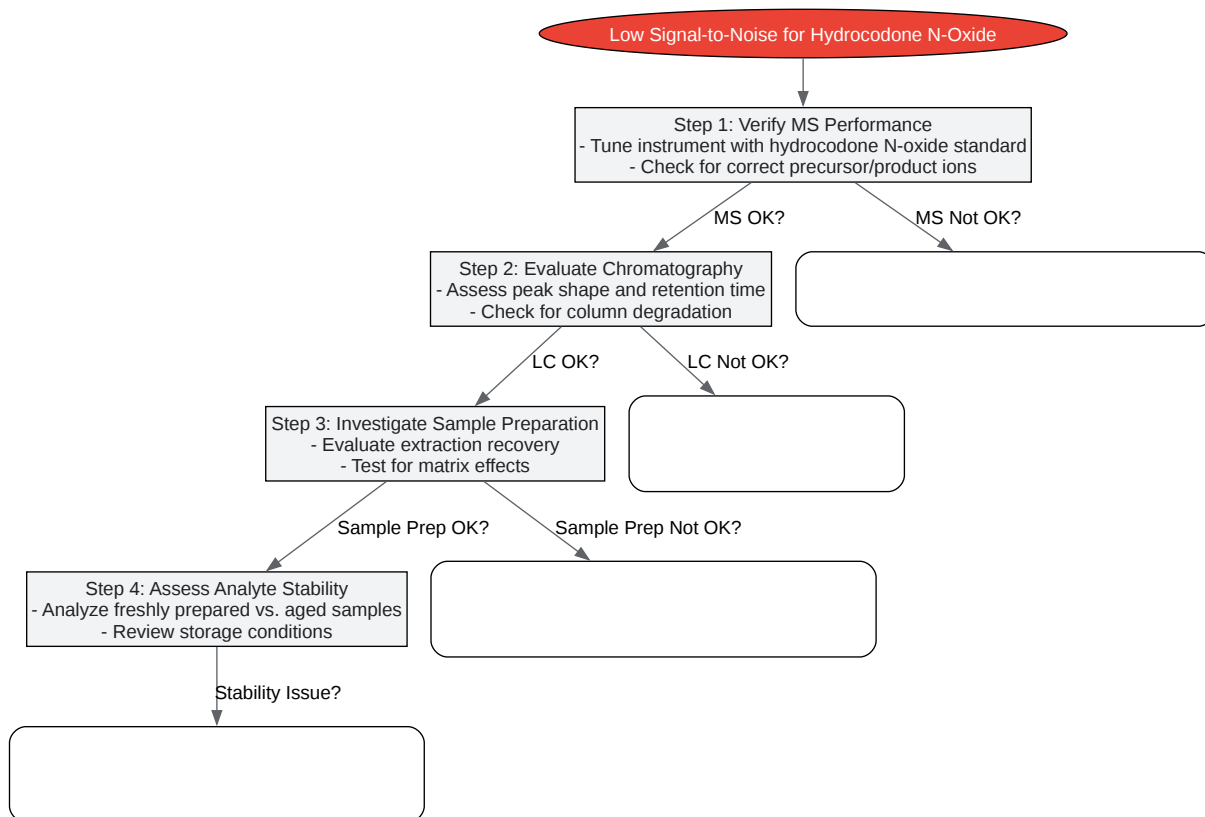 Low Signal-to-Noise for Hydrocodone N-Oxide
Step 1: Verify MS Performance
- Tune instrument with hydrocodone N-oxide standard
- Check for correct precursor/product ions
MS OK?
MS Not OK?
Step 2: Evaluate Chromatography
- Assess peak shape and retention time
- Check for column degradation
LC OK?
LC Not OK?
Step 3: Investigate Sample Preparation
- Evaluate extraction recovery
- Test for matrix effects
Sample Prep OK?
Sample Prep Not OK?
Step 4: Assess Analyte Stability
- Analyze freshly prepared vs. aged samples
- Review storage conditions
Stability Issue?